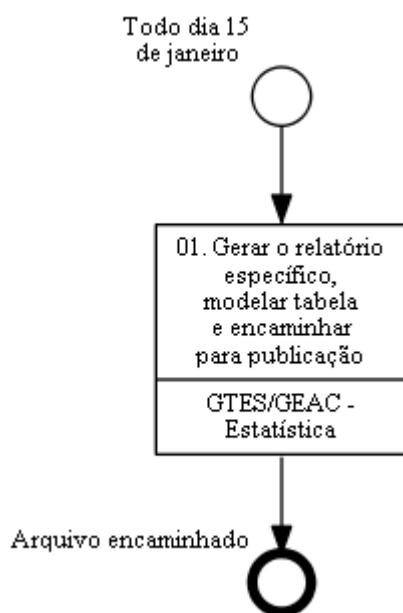 Todo dia 15
de janeiro
01. Gerar o relatório
específico,
modelar tabela
e encaminhar
para publicação
GTES/GEAC -
Estatística
Arquivo encaminhado